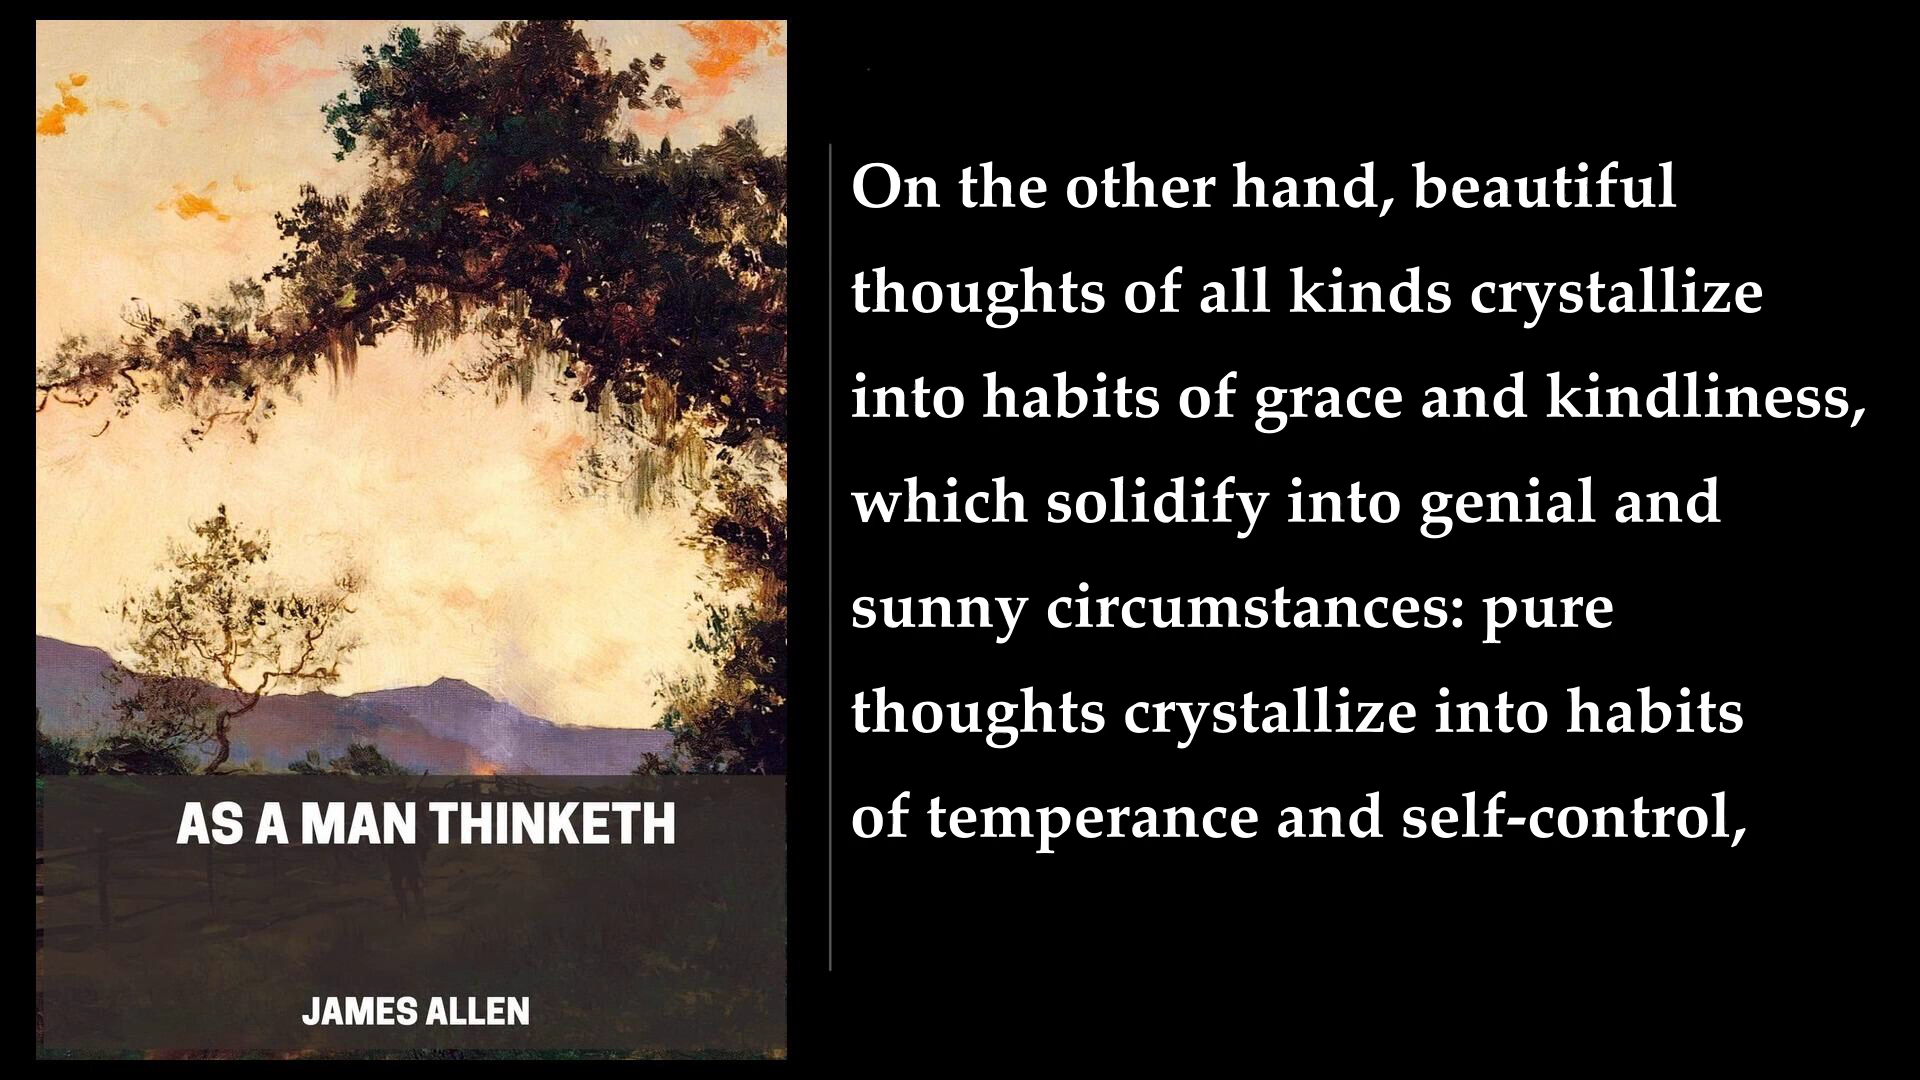 AS A MAN THINKETH
JAMES ALLEN
On the other hand, beautiful
thoughts of all kinds crystallize
into habits of grace and kindliness,
which solidify into genial and
sunny circumstances: pure
thoughts crystallize into habits
of temperance and self-control,